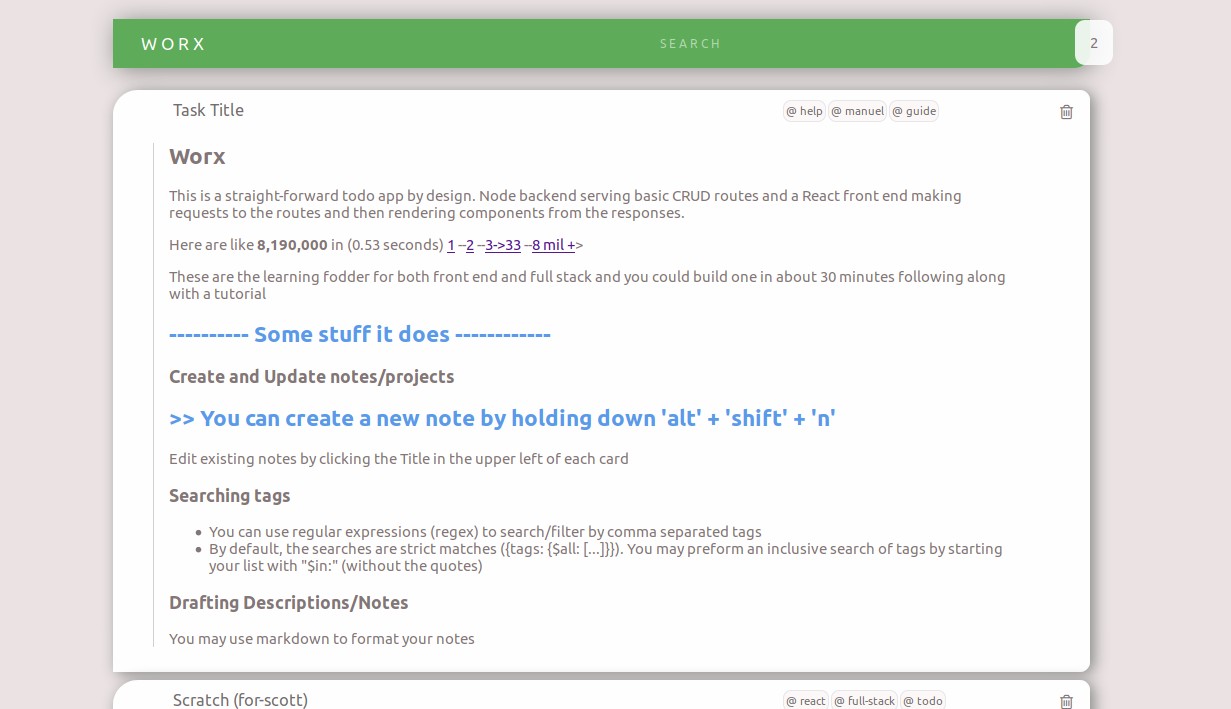 WORX
SEARCH
2
Task Title
@ help @ manuel @ guide
Worx
This is a straight-forward todo app by design. Node backend serving basic CRUD routes and a React front end making
requests to the routes and then rendering components from the responses.
Here are like 8,190,000 in (0.53 seconds) 1 --2 --3->33 --8 mil +>
These are the learning fodder for both front end and full stack and you could build one in about 30 minutes following along
with a tutorial
---------- Some stuff it does ------------
Create and Update notes/projects
>> You can create a new note by holding down 'alt' + 'shift' + 'n'
Edit existing notes by clicking the Title in the upper left of each card
Searching tags
• You can use regular expressions (regex) to search/filter by comma separated tags
• By default, the searches are strict matches ({tags: {$all: [...]}}). You may preform an inclusive search of tags by starting
your list with "$in:" (without the quotes)
Drafting Descriptions/Notes
You may use markdown to format your notes
Scratch (for-scott)
@ react @ full-stack @ todo